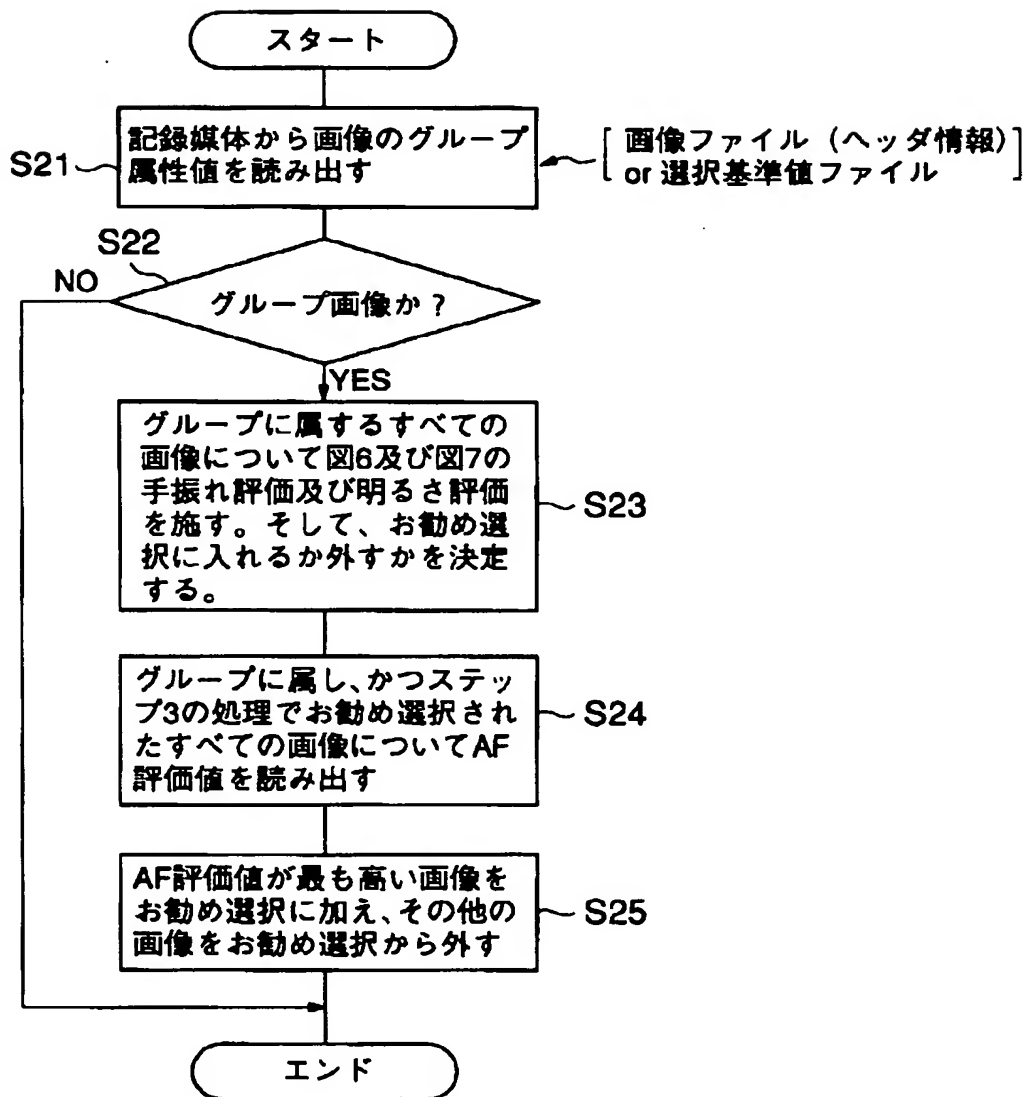 スタート
記録媒体から画像のグループ
属性値を読み出す
S21
[画像ファイル（ヘッダ情報）
or 選択基準値ファイル]
S22
NO
グループ画像か？
YES
グループに属するすべての
画像について図6及び図7の
手振れ評価及び明るさ評価
を施す。そして、お勧め選
択に入れるか外すかを決定
する。
S23
グループに属し、かつステッ
プ3の処理でお勧め選択され
たすべての画像についてAF
評価値を読み出す
S24
AF評価値が最も高い画像を
お勧め選択に加え、その他の
画像をお勧め選択から外す
S25
エンド